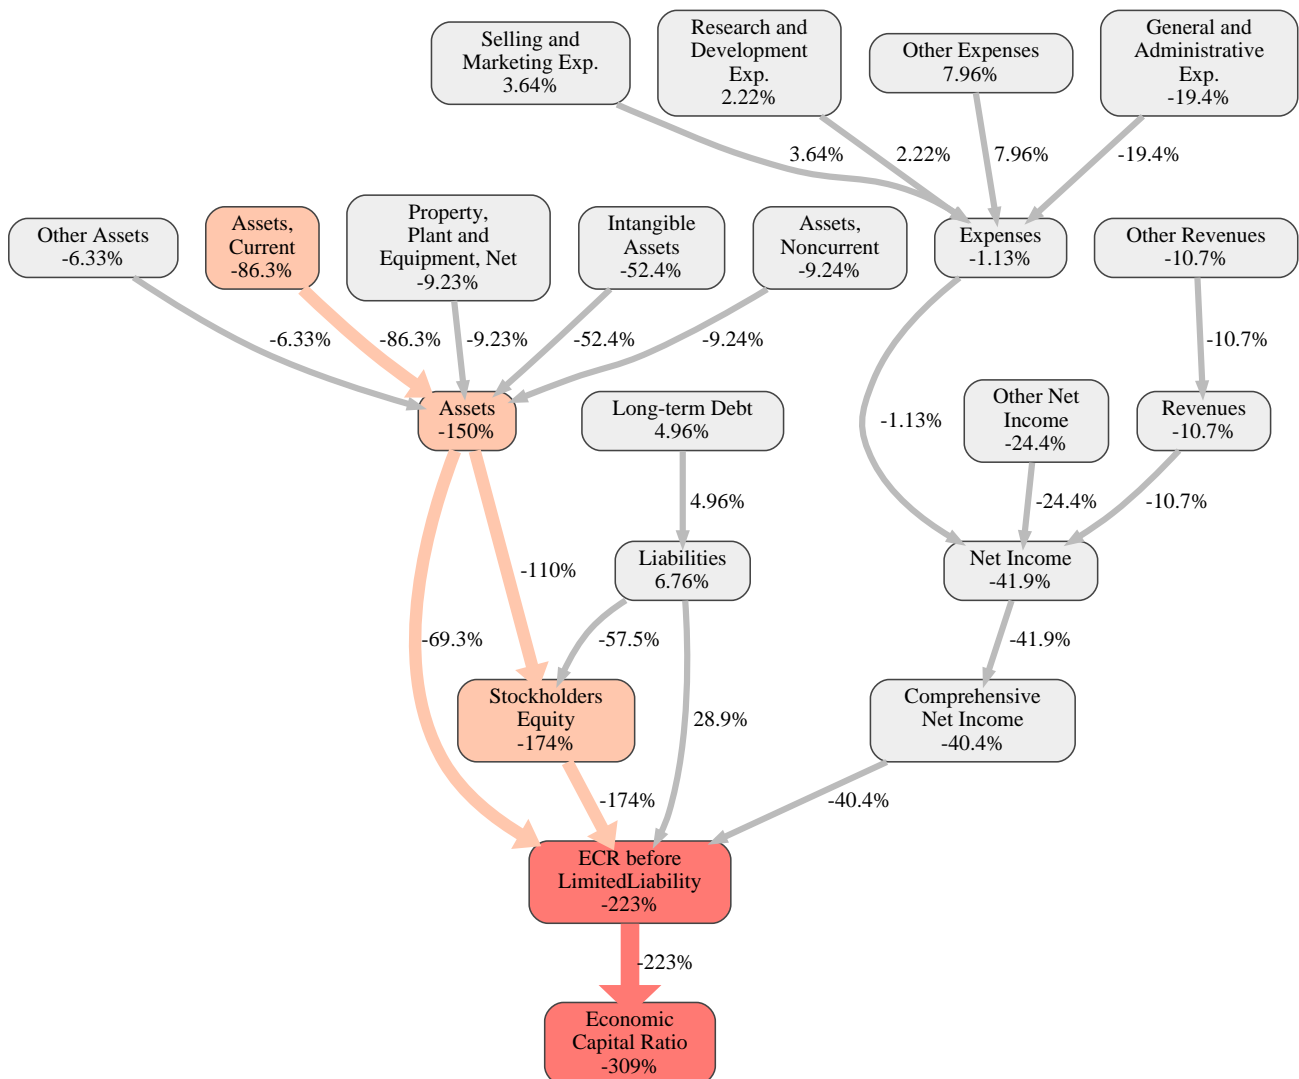 Selling and
Marketing Exp.
3.64%
Research and
Development
Exp.
2.22%
Other Expenses
7.96%
General and
Administrative
Exp.
-19.4%
3.64%
2.22%
7.96%
-19.4%
Other Assets
-6.33%
Assets,
Current
-86.3%
Property,
Plant and
Equipment, Net
-9.23%
Intangible
Assets
-52.4%
Assets,
Noncurrent
-9.24%
Expenses
-1.13%
Other Revenues
-10.7%
-6.33%
-86.3%
-9.23%
-52.4%
-9.24%
-10.7%
Assets
-150%
Long-term Debt
4.96%
-1.13%
Other Net
Income
-24.4%
Revenues
-10.7%
4.96%
-24.4%
-10.7%
-110%
Liabilities
6.76%
Net Income
-41.9%
-69.3%
-57.5%
-41.9%
Stockholders
Equity
-174%
28.9%
Comprehensive
Net Income
-40.4%
-174%
-40.4%
ECR before
LimitedLiability
-223%
-223%
Economic
Capital Ratio
-309%